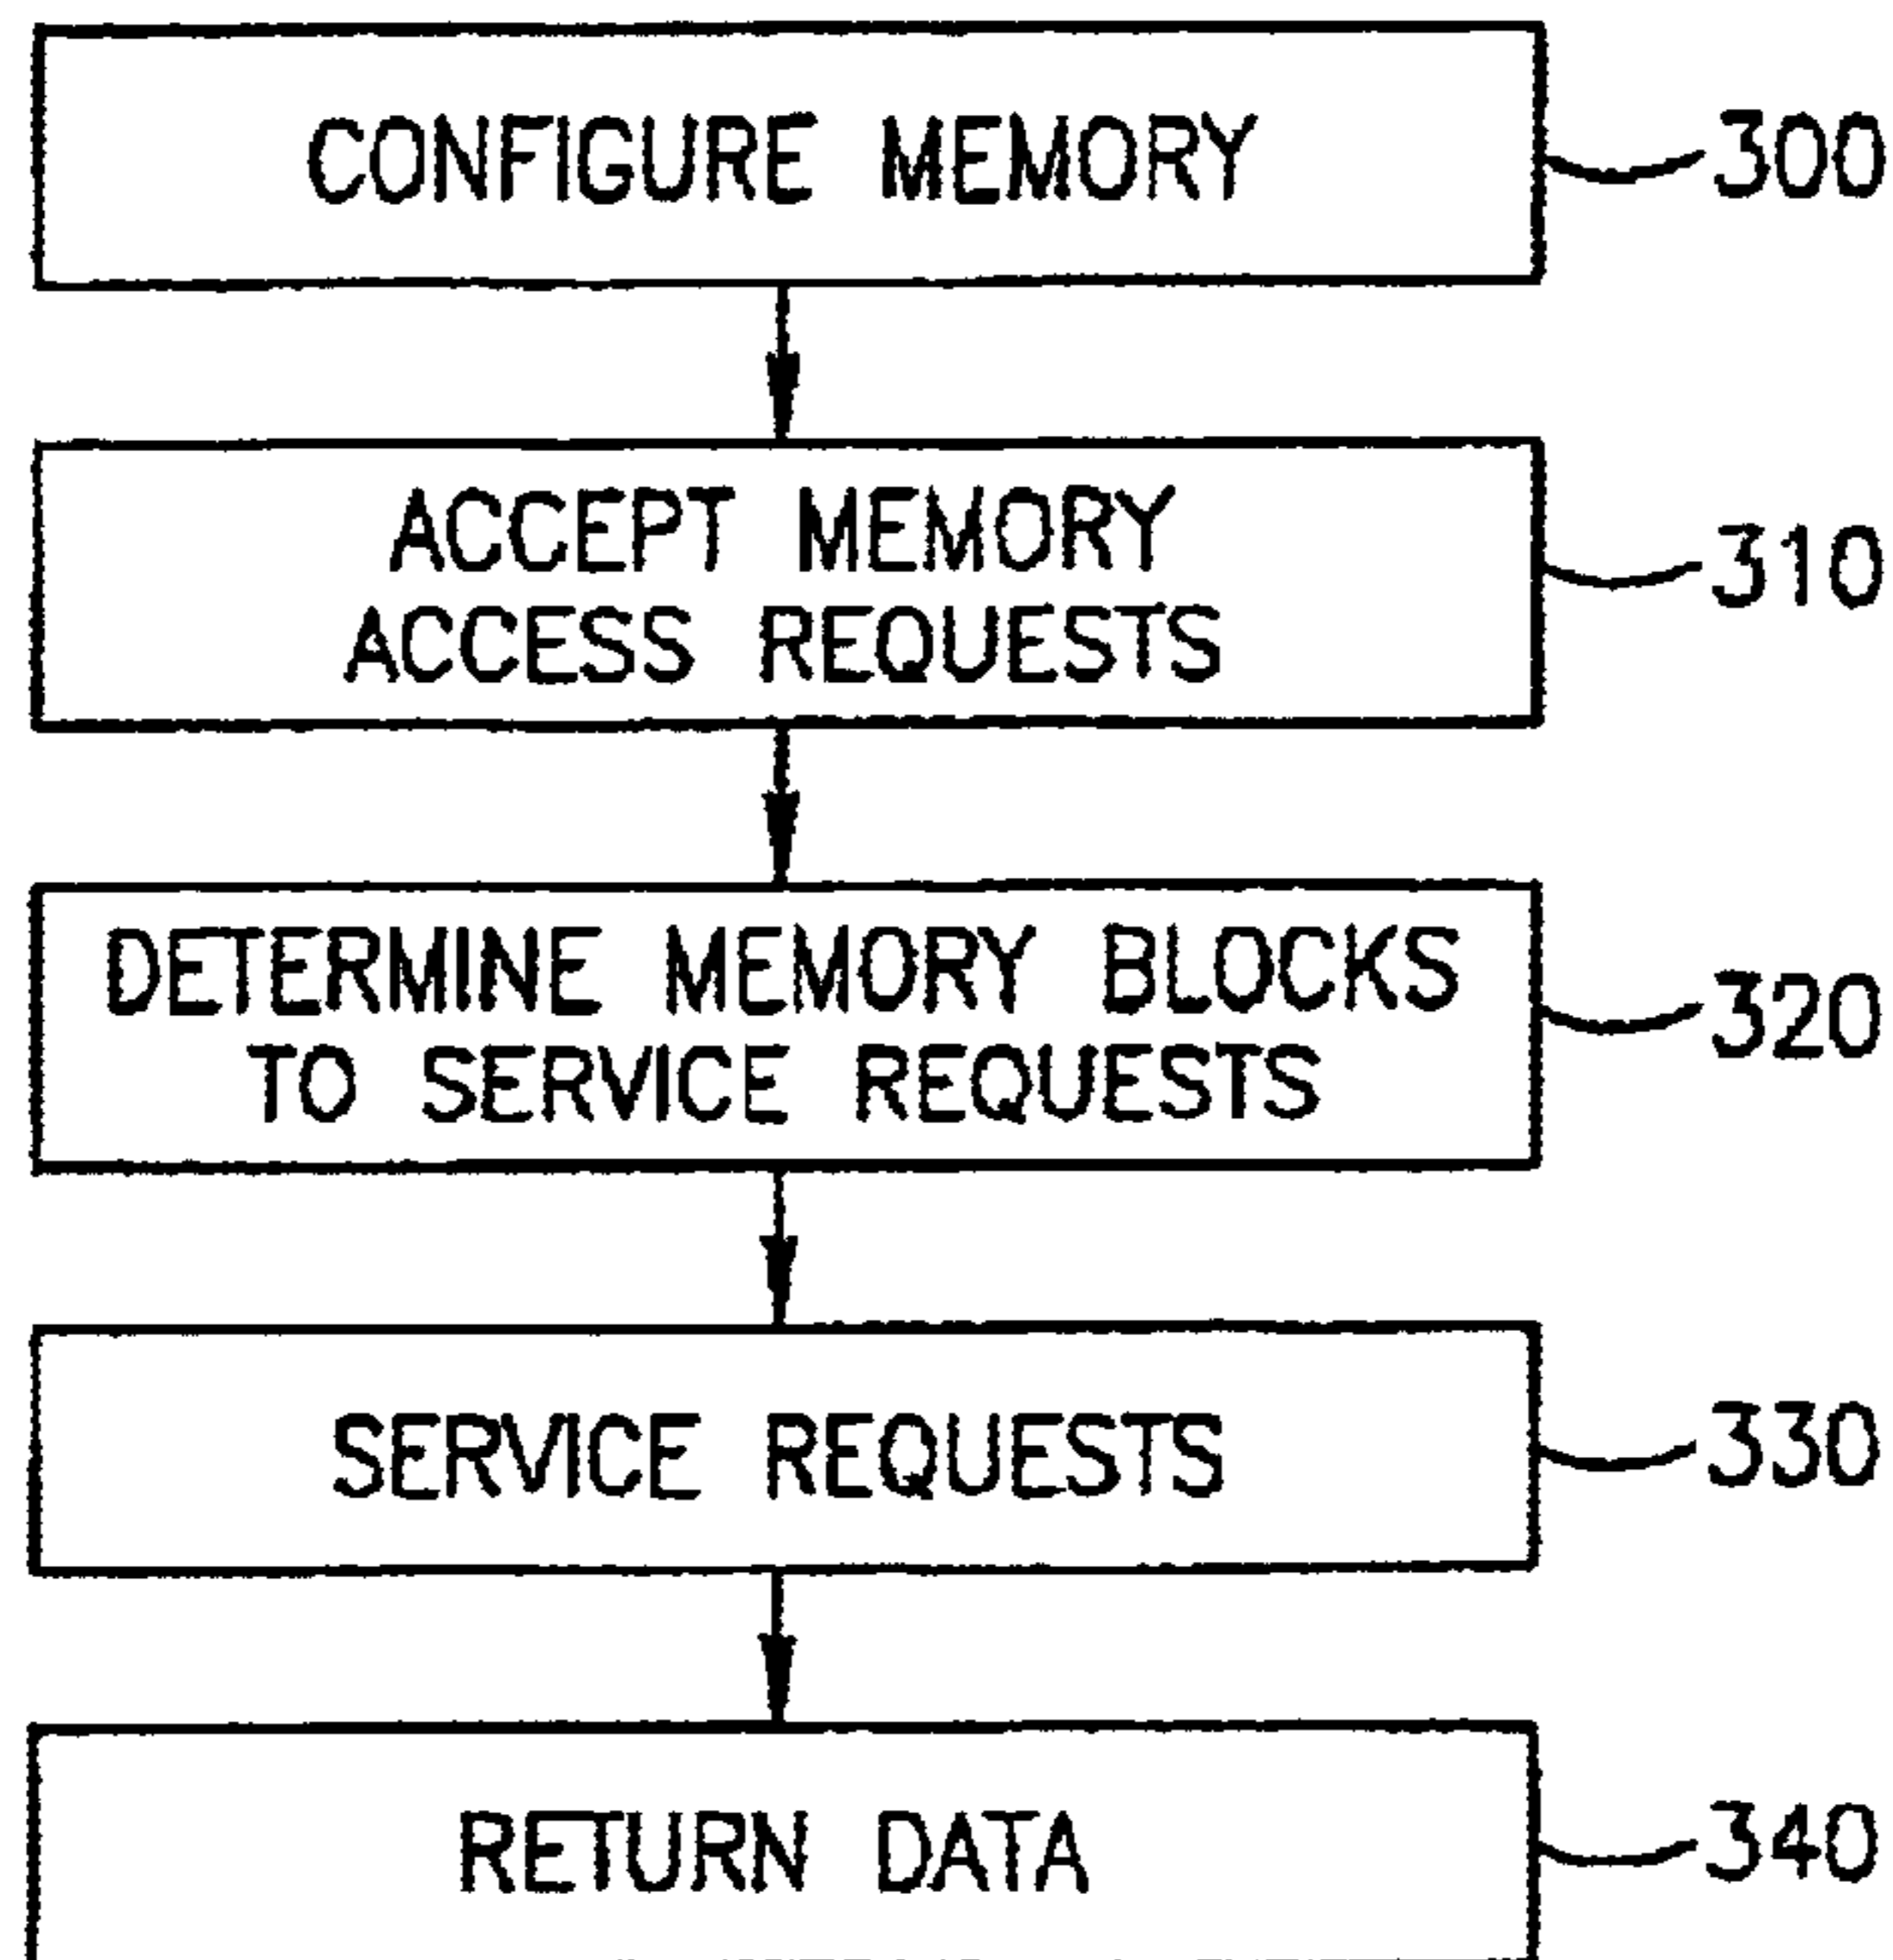 CONFIGURE MEMORY
300
ACCEPT MEMORY
ACCESS REQUESTS
310
DETERMINE MEMORY BLOCKS
TO SERVICE REQUESTS
320
SERVICE REQUESTS
330
RETURN DATA
340